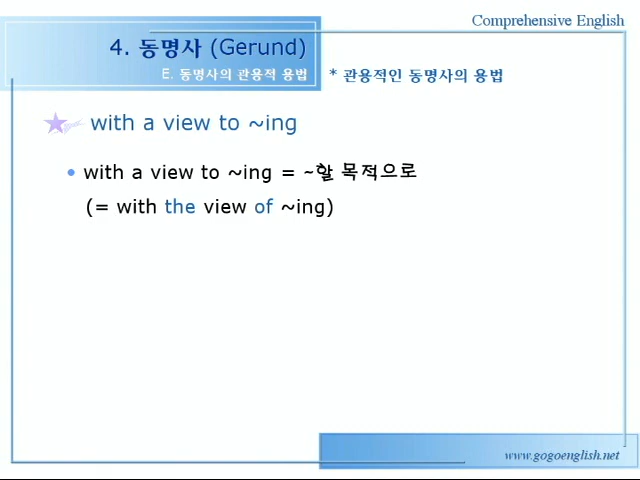 Comprehensive English
4. 동명사 (Gerund)
E. 동명사의 관용적 용법
* 관용적인 동명사의 용법
with a view to ~ing
• with a view to ~ing = ~할 목적으로
(= with the view of ~ing)
www.gogoenglish.net